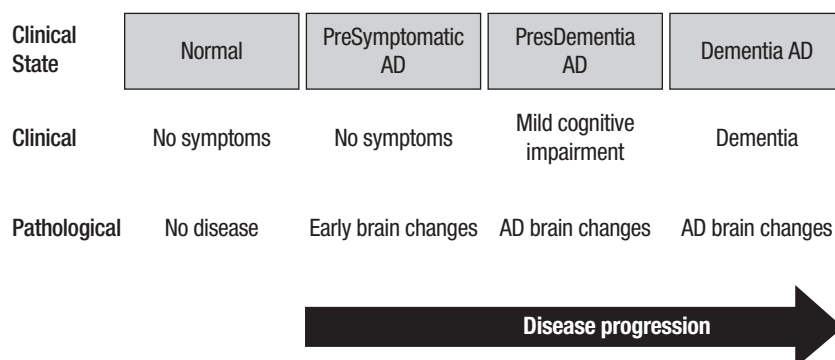 Clinical State
Normal
PreSymptomatic AD
PresDementia AD
Dementia AD
Clinical
No symptoms
No symptoms
Mild cognitive impairment
Dementia
Pathological
No disease
Early brain changes
AD brain changes
AD brain changes
Disease progression